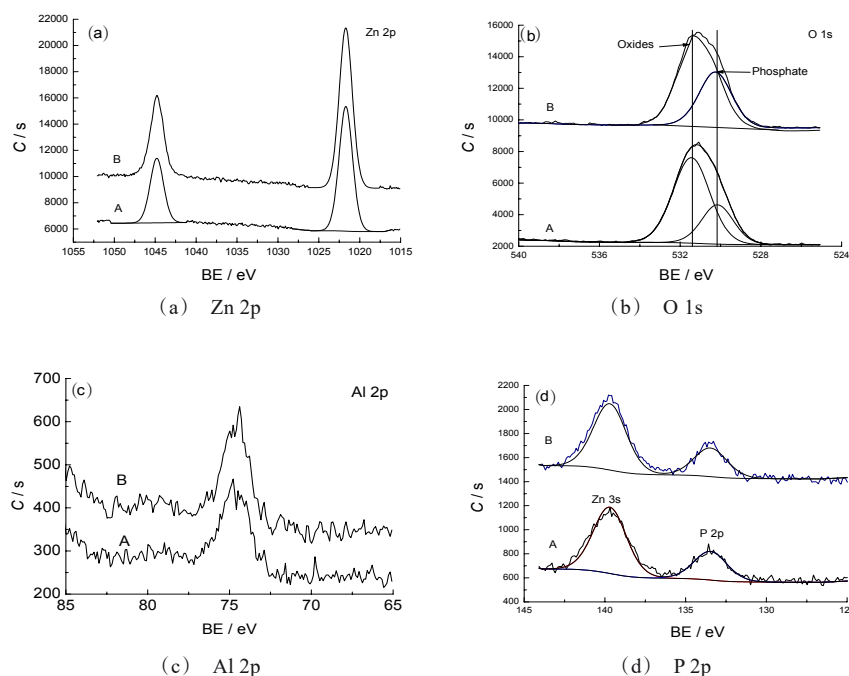 (a)
Zn 2p
22000
20000
18000
16000
14000
12000
10000
8000
6000
C / s
B
A
1055 1050 1045 1040 1035 1030 1025 1020 1015
BE / eV
(a) Zn 2p
(b)
O 1s
Oxides
Phosphate
16000
14000
12000
10000
8000
6000
4000
2000
C / s
B
A
540 536 532 528 524
BE / eV
(b) O 1s
(c)
Al 2p
700
600
500
400
300
200
C / s
B
A
85 80 75 70 65
BE / eV
(c) Al 2p
(d)
2200
2000
1800
1600
1400
1200
1000
800
600
400
C / s
B
Zn 3s
P 2p
A
145 140 135 130 125 120
BE / eV
(d) P 2p